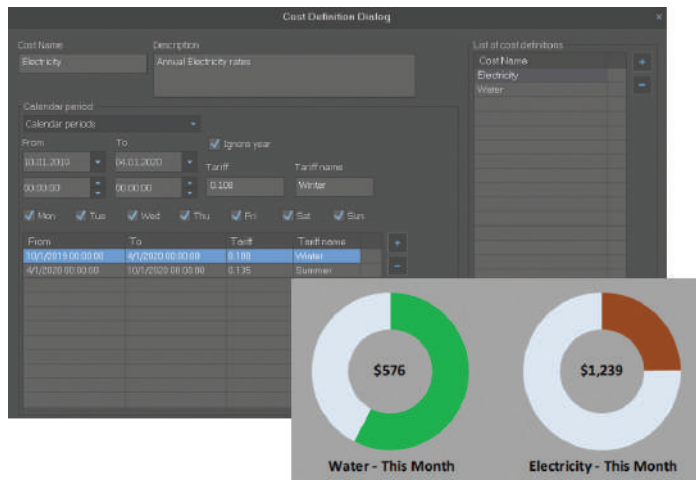 Cost Definition Dialog
×
Cost Name
Description
List of cost definitions
Electricity
Annual Electricity rates
Cost Name
+
Electricity
−
Water
Calendar period
Calendar periods
From
To
Ignore year
10.01.2019
04.01.2020
Tariff
Tariff name
00:00:00
00:00:00
0.108
Winter
Mon
Tue
Wed
Thu
Fri
Sat
Sun
From
To
Tariff
Tariff name
+
10/1/2019 00:00:00
4/1/2020 00:00:00
0.108
Winter
−
4/1/2020 00:00:00
10/1/2020 00:00:00
0.135
Summer
$576
$1,239
Water - This Month
Electricity - This Month